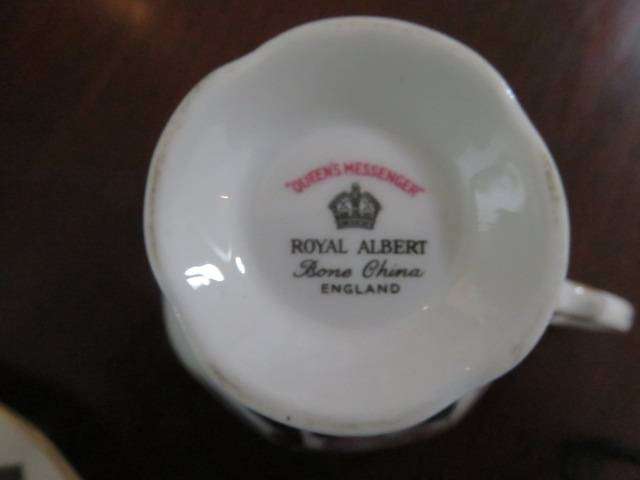 "QUEEN'S MESSENGER"
ROYAL ALBERT
Bone China
ENGLAND